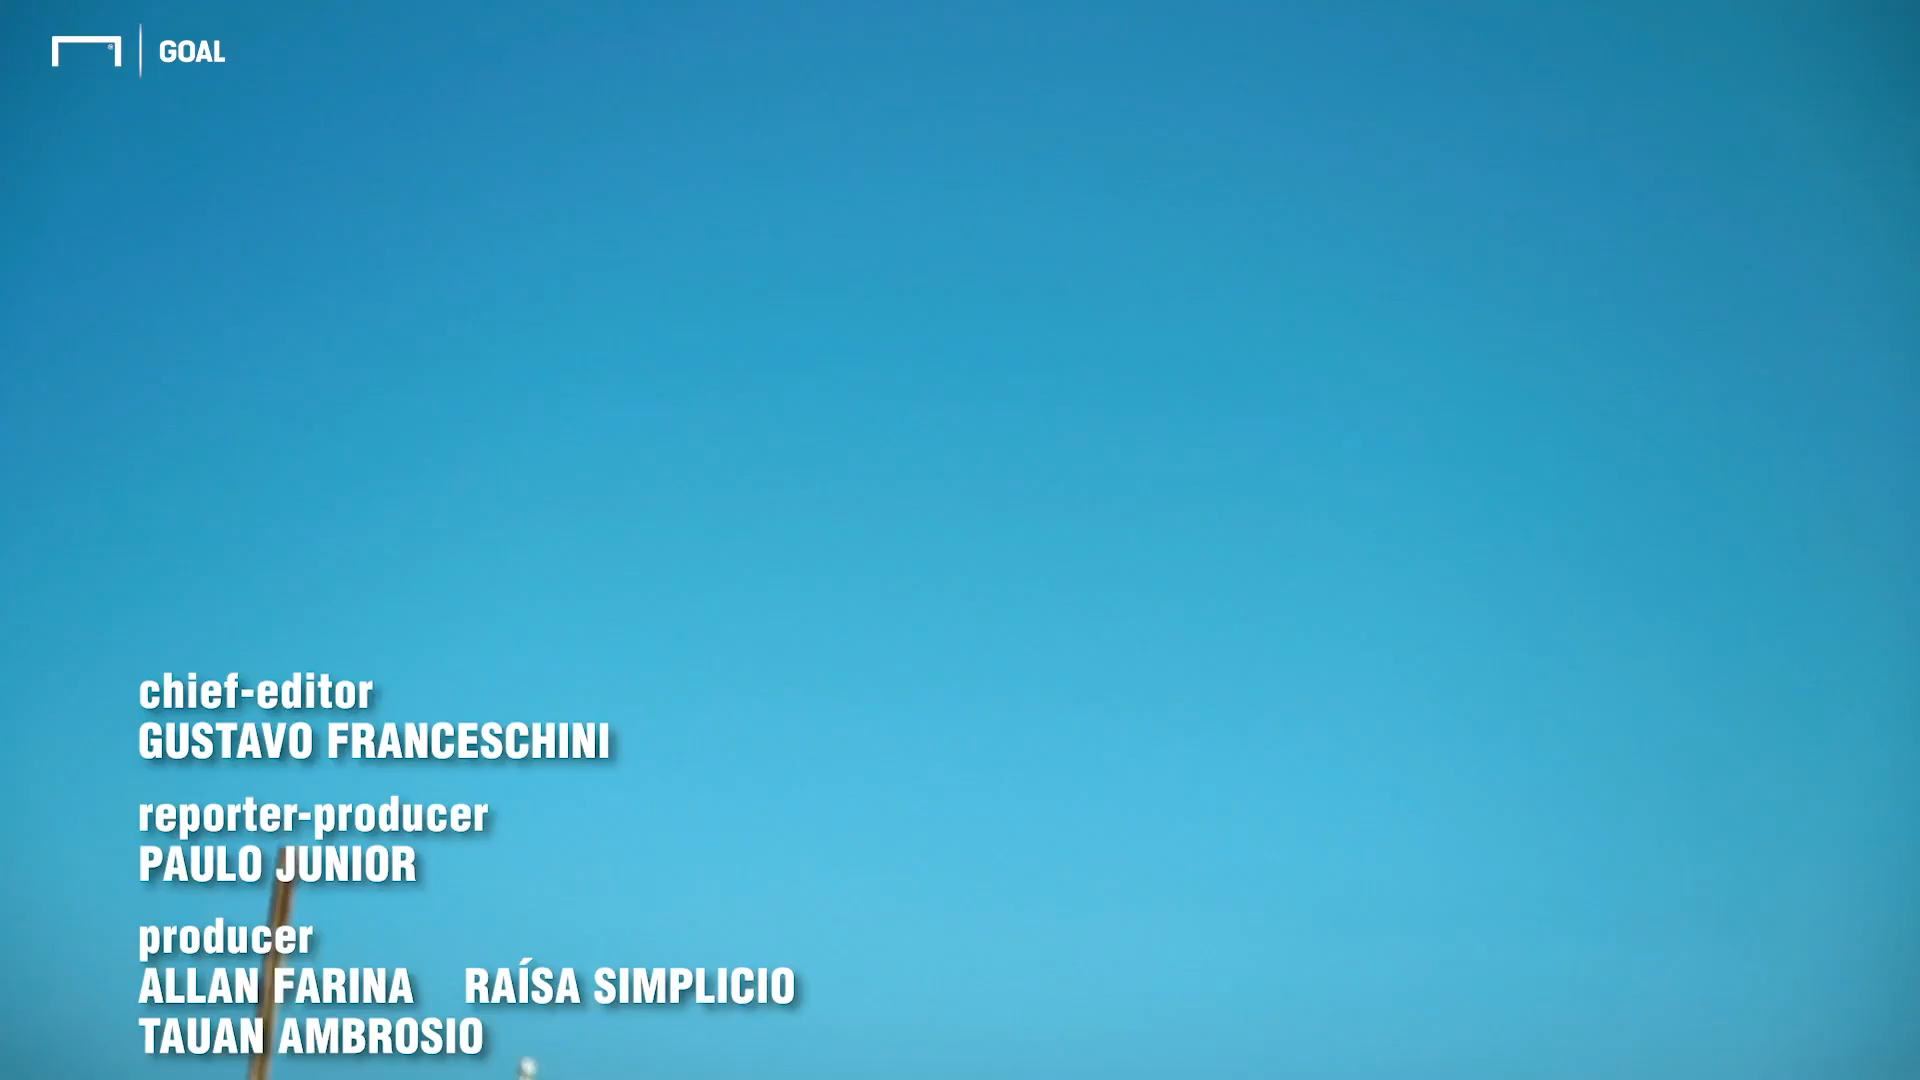 GOAL
chief-editor
GUSTAVO FRANCESCHINI
reporter-producer
PAULO JUNIOR
producer
ALLAN FARINA RAÍSA SIMPLICIO
TAUAN AMBROSIO